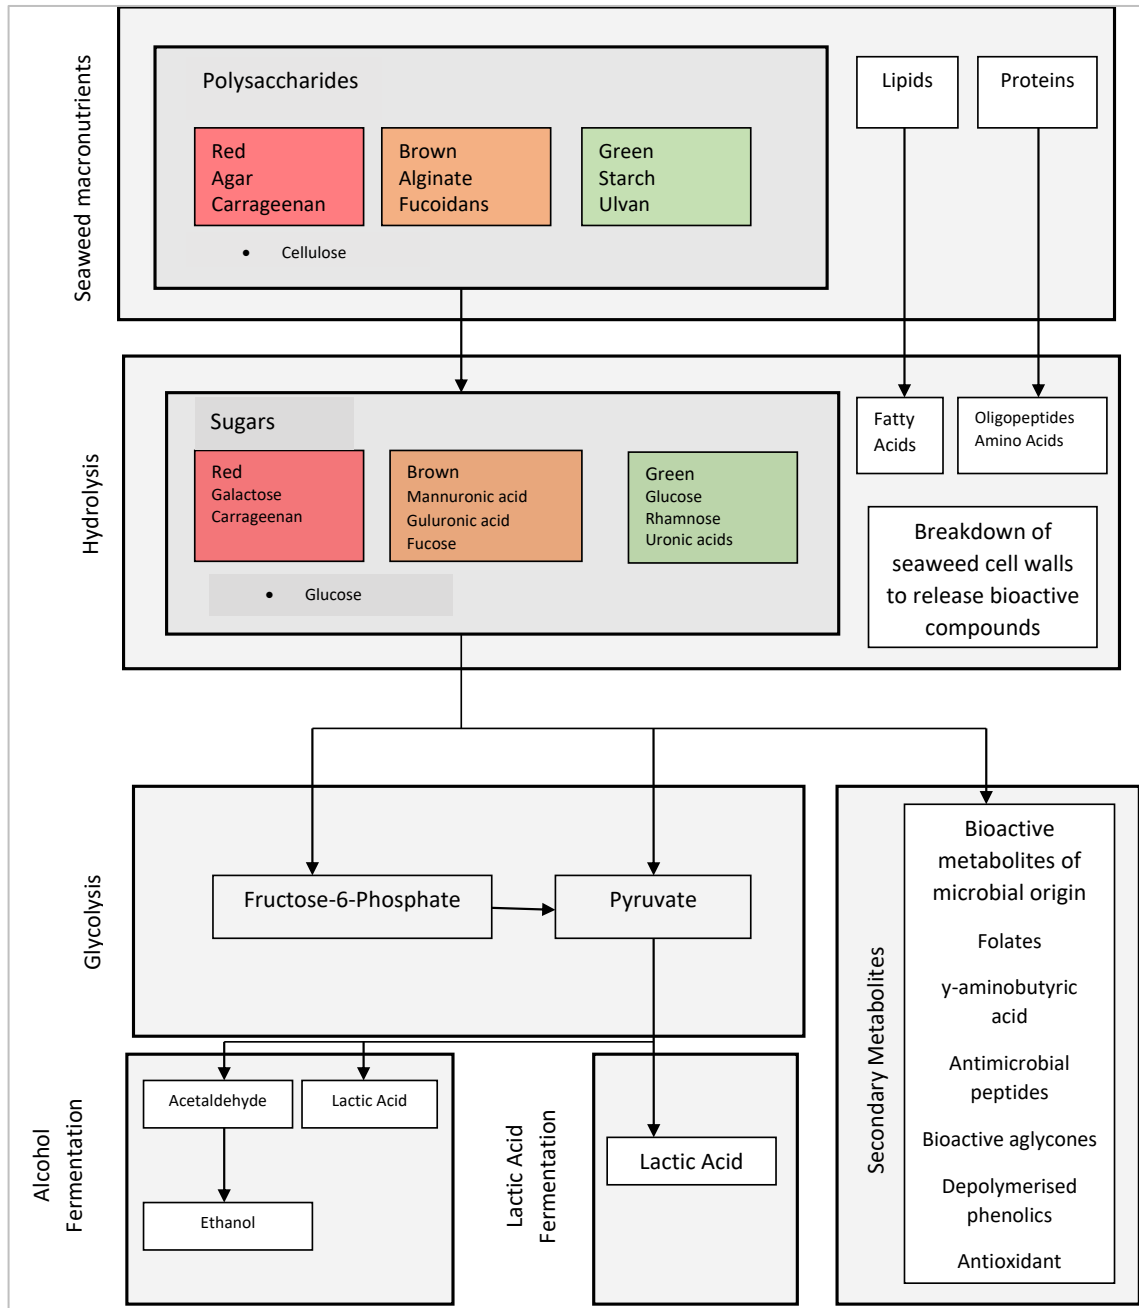 Seaweed macronutrients
Polysaccharides
Red
Agar
Carrageenan
Brown
Alginate
Fucoidans
Green
Starch
Ulvan
• Cellulose
Lipids
Proteins
Hydrolysis
Sugars
Red
Galactose
Carrageenan
Brown
Mannuronic acid
Guluronic acid
Fucose
Green
Glucose
Rhamnose
Uronic acids
• Glucose
Fatty
Acids
Oligopeptides
Amino Acids
Breakdown of
seaweed cell walls
to release bioactive
compounds
Glycolysis
Fructose-6-Phosphate
Pyruvate
Alcohol
Fermentation
Acetaldehyde
Lactic Acid
Ethanol
Lactic Acid
Fermentation
Lactic Acid
Secondary Metabolites
Bioactive
metabolites of
microbial origin
Folates
γ-aminobutyric
acid
Antimicrobial
peptides
Bioactive aglycones
Depolymerised
phenolics
Antioxidant